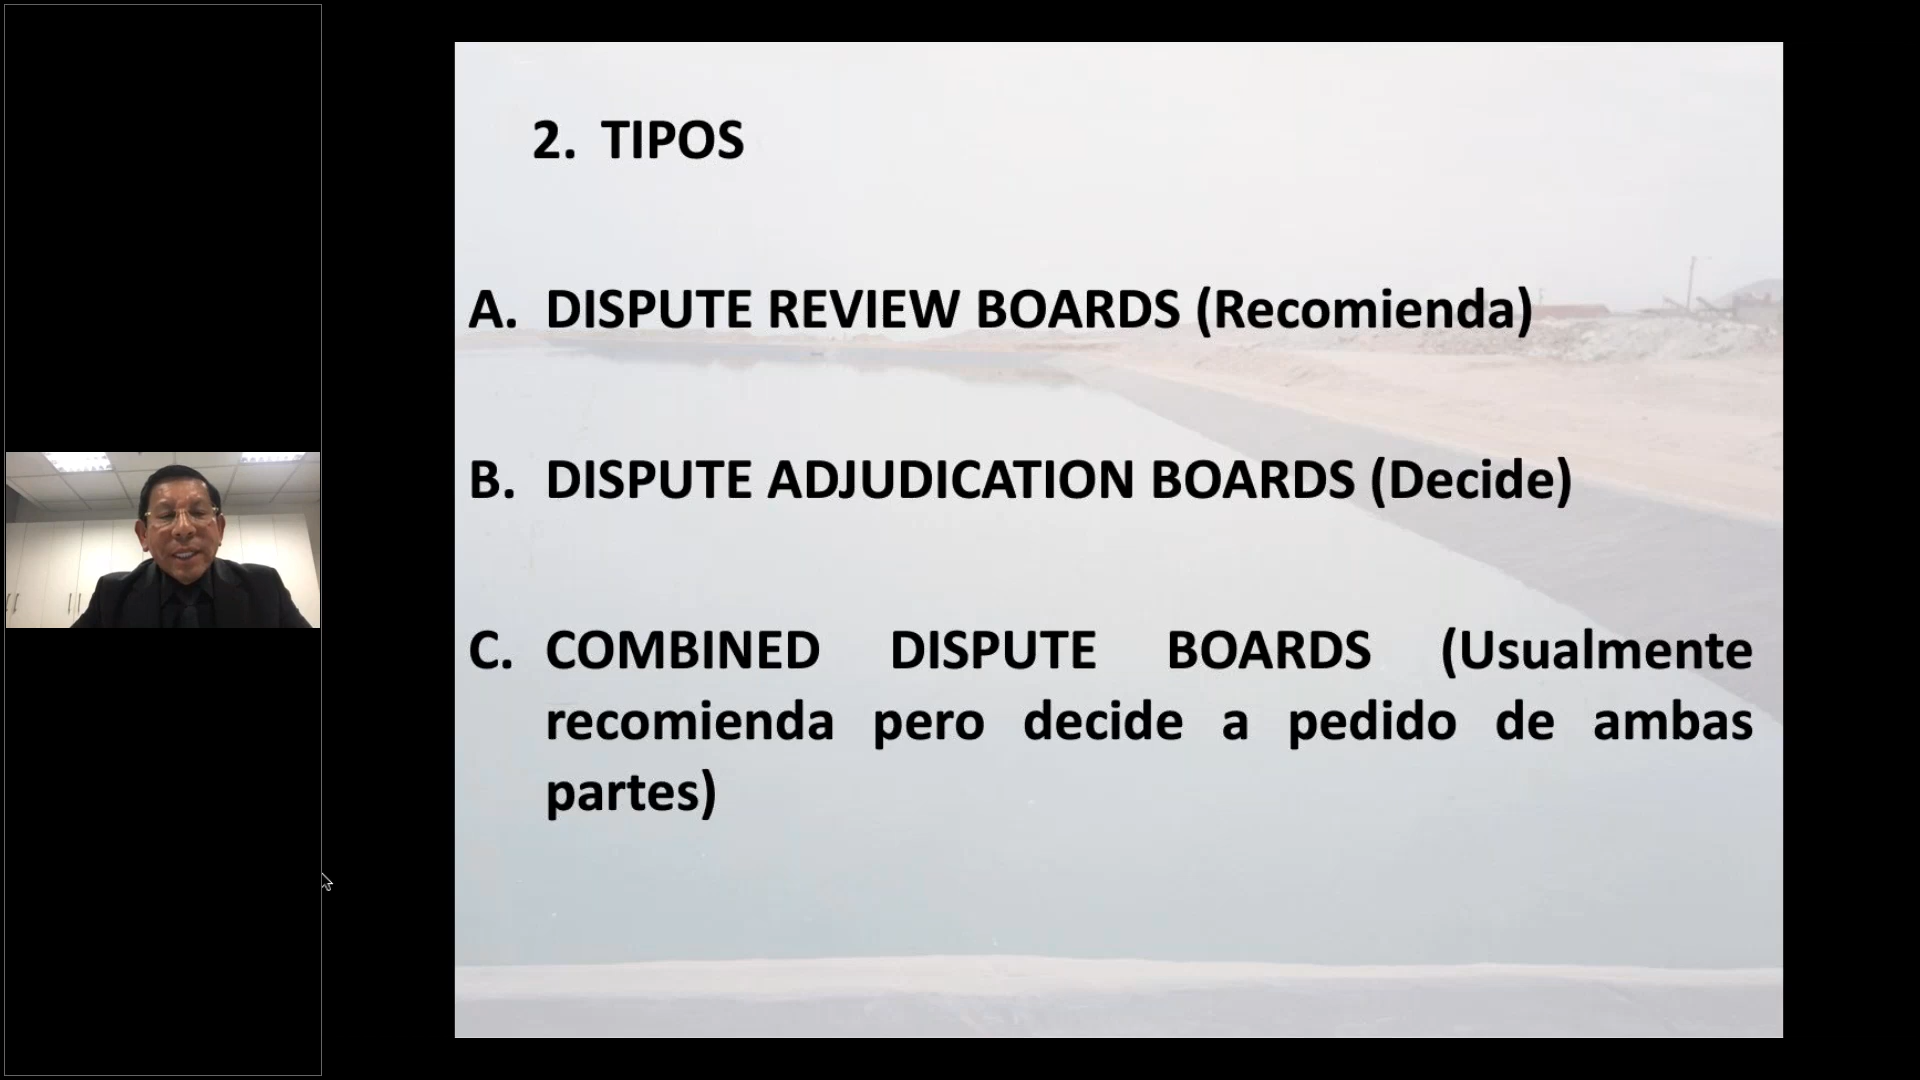 2. TIPOS
A. DISPUTE REVIEW BOARDS (Recomienda)
B. DISPUTE ADJUDICATION BOARDS (Decide)
C. COMBINED DISPUTE BOARDS (Usualmente
recomienda pero decide a pedido de ambas
partes)